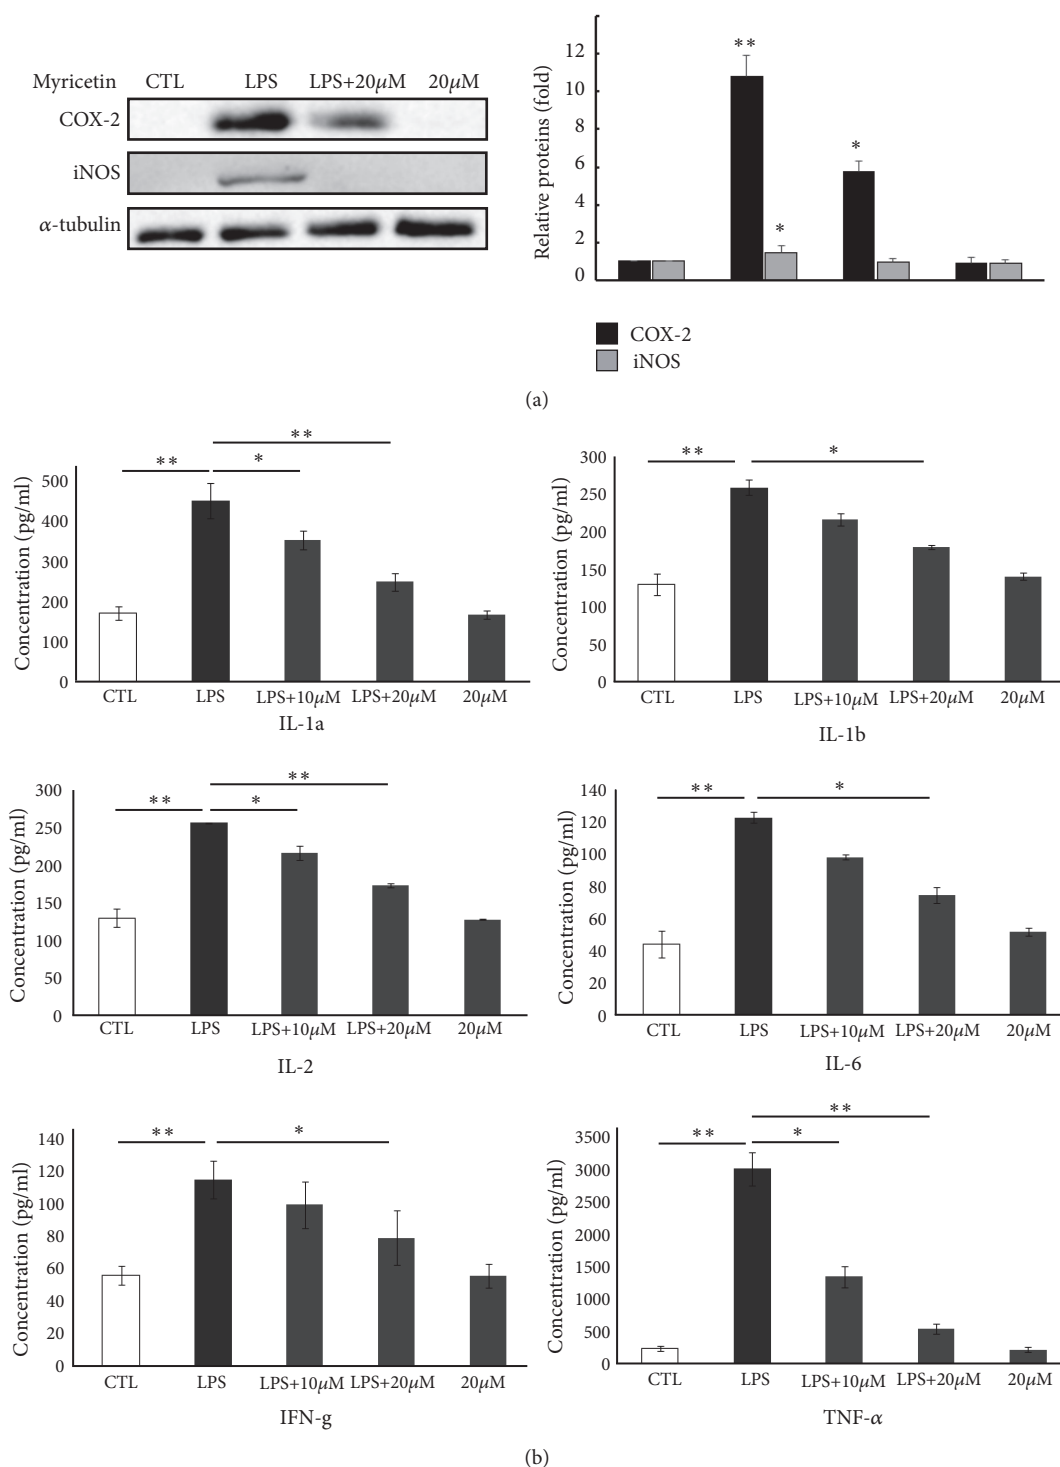 Myricetin CTL LPS LPS+20μM 20μM
COX-2
iNOS
α-tubulin
Relative proteins (fold)
12
10
8
6
4
2
0
**
*
*
COX-2
iNOS
(a)
Concentration (pg/ml)
500
400
300
200
100
0
**
** *
CTL LPS LPS+10μM LPS+20μM 20μM
IL-1a
Concentration (pg/ml)
300
250
200
150
100
50
0
** *
CTL LPS LPS+10μM LPS+20μM 20μM
IL-1b
Concentration (pg/ml)
300
250
200
150
100
50
0
**
** *
CTL LPS LPS+10μM LPS+20μM 20μM
IL-2
Concentration (pg/ml)
140
120
100
80
60
40
20
0
** *
CTL LPS LPS+10μM LPS+20μM 20μM
IL-6
Concentration (pg/ml)
140
120
100
80
60
40
20
0
** *
CTL LPS LPS+10μM LPS+20μM 20μM
IFN-g
Concentration (pg/ml)
3500
3000
2500
2000
1500
1000
500
0
**
** *
CTL LPS LPS+10μM LPS+20μM 20μM
TNF-α
(b)